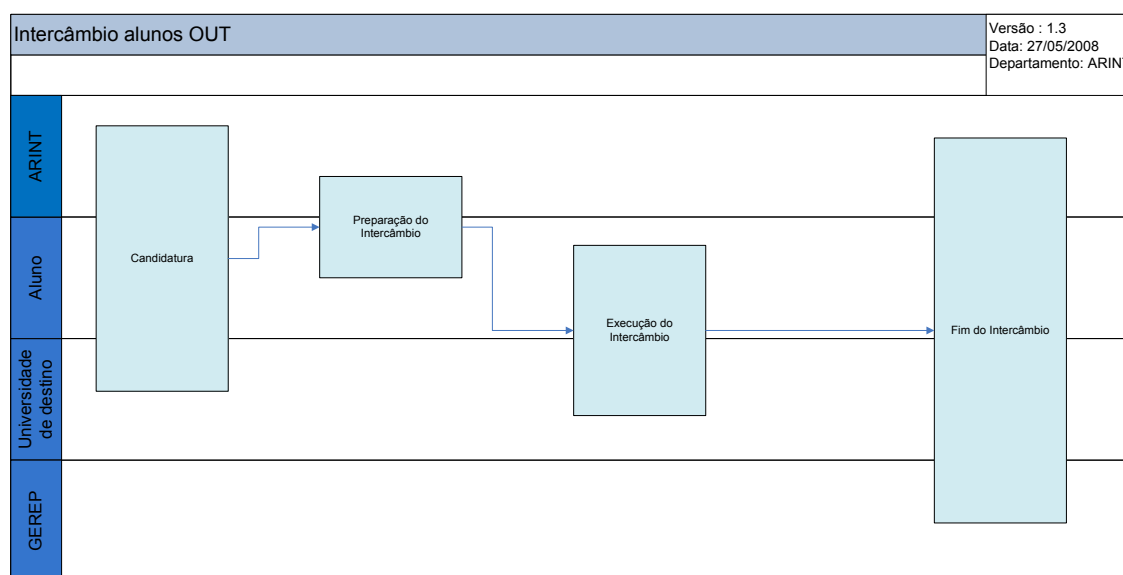 Intercâmbio alunos OUT
Versão : 1.3
Data: 27/05/2008
Departamento: ARINT
ARINT
Aluno
Universidade
de destino
GEREP
Candidatura
Preparação do
Intercâmbio
Execução do
Intercâmbio
Fim do Intercâmbio